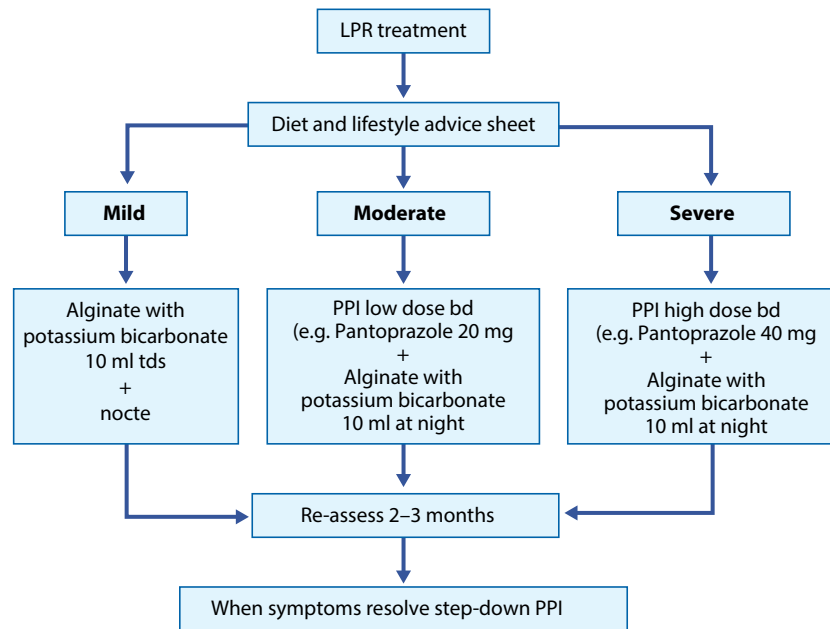 LPR treatment
Diet and lifestyle advice sheet
Mild
Moderate
Severe
Alginate with
potassium bicarbonate
10 ml tds
+
nocte
PPI low dose bd
(e.g. Pantoprazole 20 mg
+
Alginate with
potassium bicarbonate
10 ml at night
PPI high dose bd
(e.g. Pantoprazole 40 mg
+
Alginate with
potassium bicarbonate
10 ml at night
Re-assess 2–3 months
When symptoms resolve step-down PPI